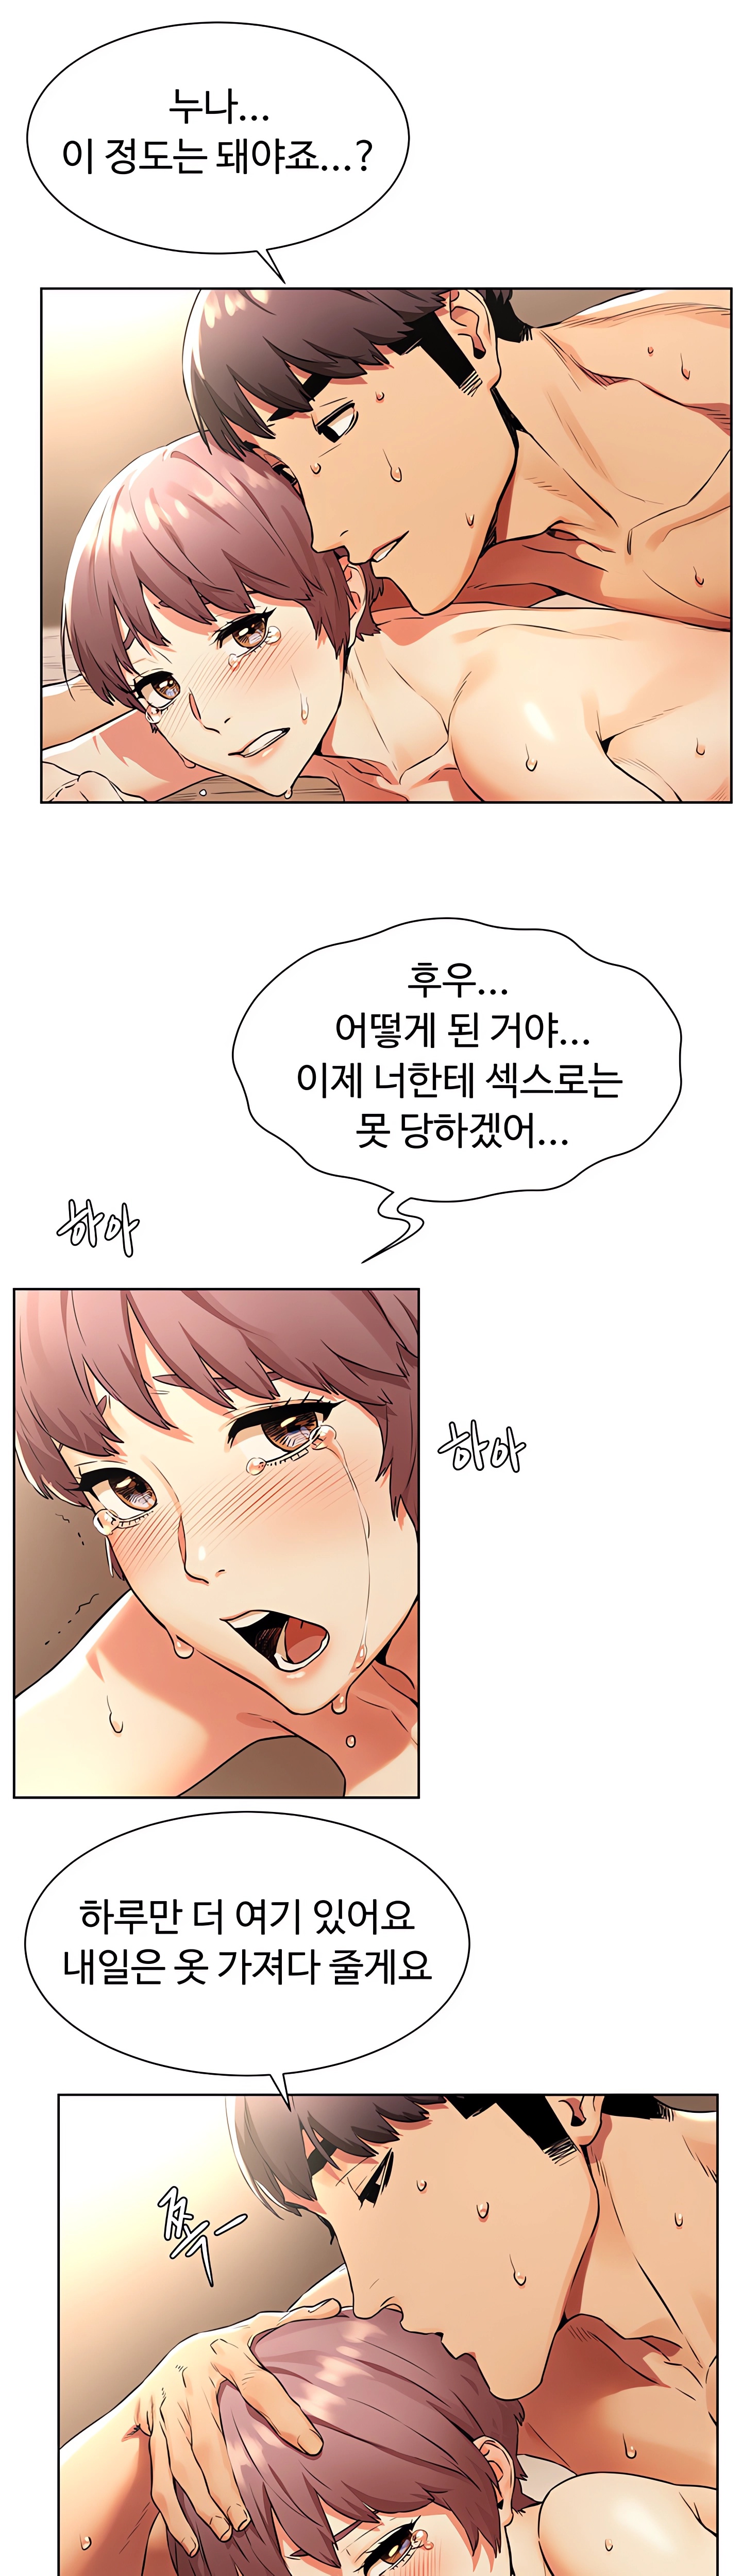 누나...
이 정도는 돼야죠...?
후우...
어떻게 된 거야...
이제 너한테 섹스로는
못 당하겠어...
하아
하아
하루만 더 여기 있어요
내일은 옷 가져다 줄게요
쪽-